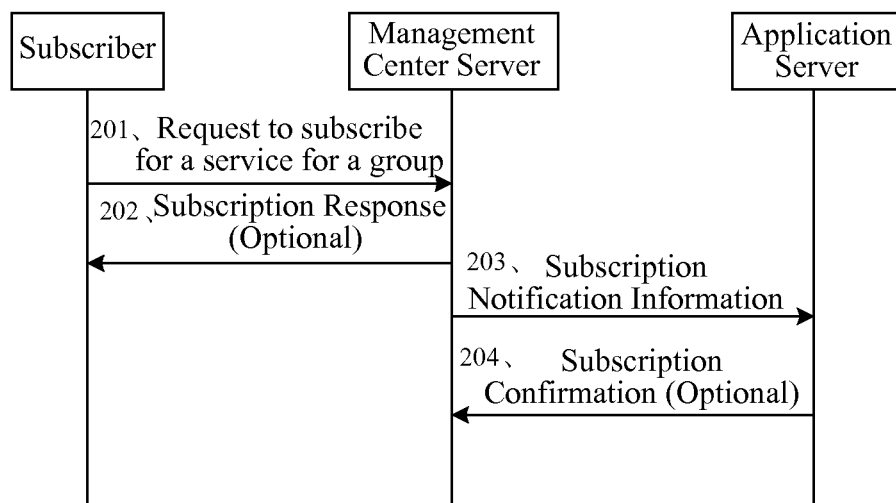 Subscriber
Management
Center Server
Application
Server
201、Request to subscribe
for a service for a group
202、Subscription Response
(Optional)
203、 Subscription
Notification Information
204、 Subscription
Confirmation (Optional)